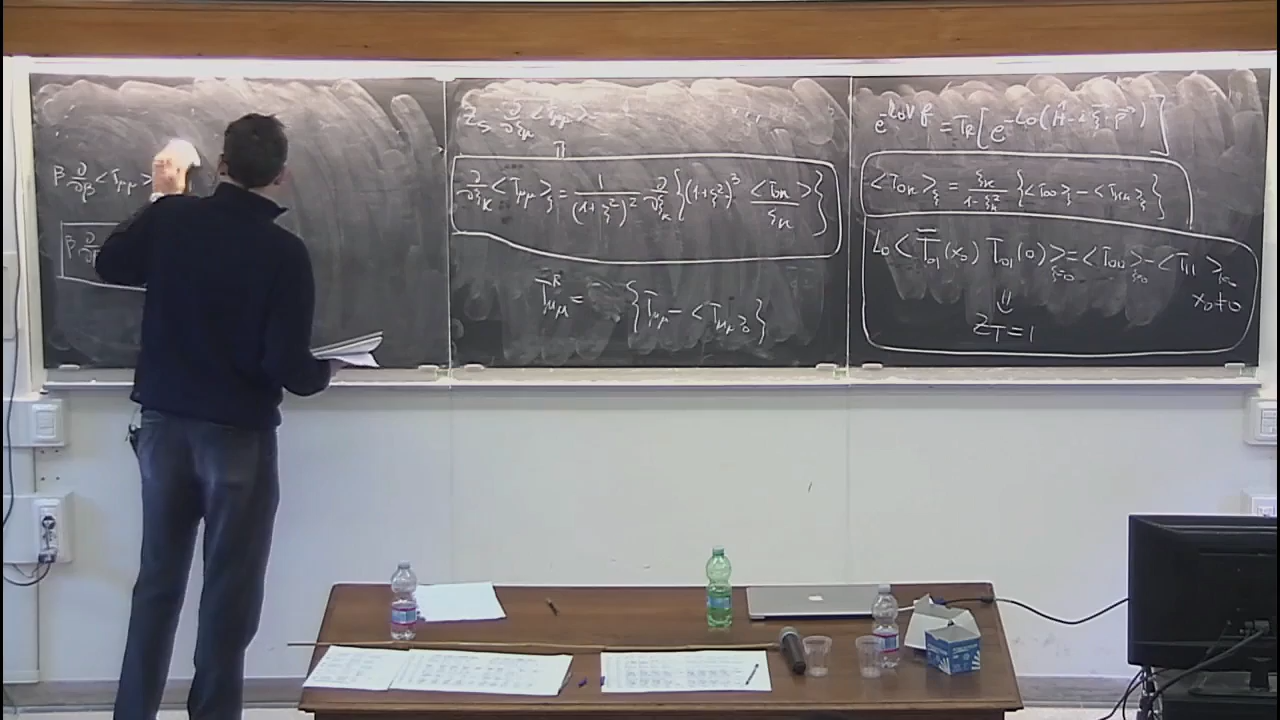 β ∂/∂β <T_μμ>
β ∂/∂β
Z_S ∂/∂ξ_k <T_μμ> =
∂/∂ξ_k <T_μμ>_ξ = 1/(1+ξ²)² ∂/∂ξ_k {(1+ξ²)³ <T_0k>/ξ_k}
T^R_μμ = {T_μμ - <T_μμ>_0}
e^{-L_0 V f} = Tr[e^{-L_0(Ĥ - i ξ·P)}]
<T_0k>_ξ = ξ_k/(1-ξ_k²) {<T_00>_ξ - <T_kk>_ξ}
L_0 <T̄_01(x_0) T_01(0)>_{ξ=0} = <T_00>_{ξ=0} - <T_11>
x_0≠0
⇓
Z_T = 1